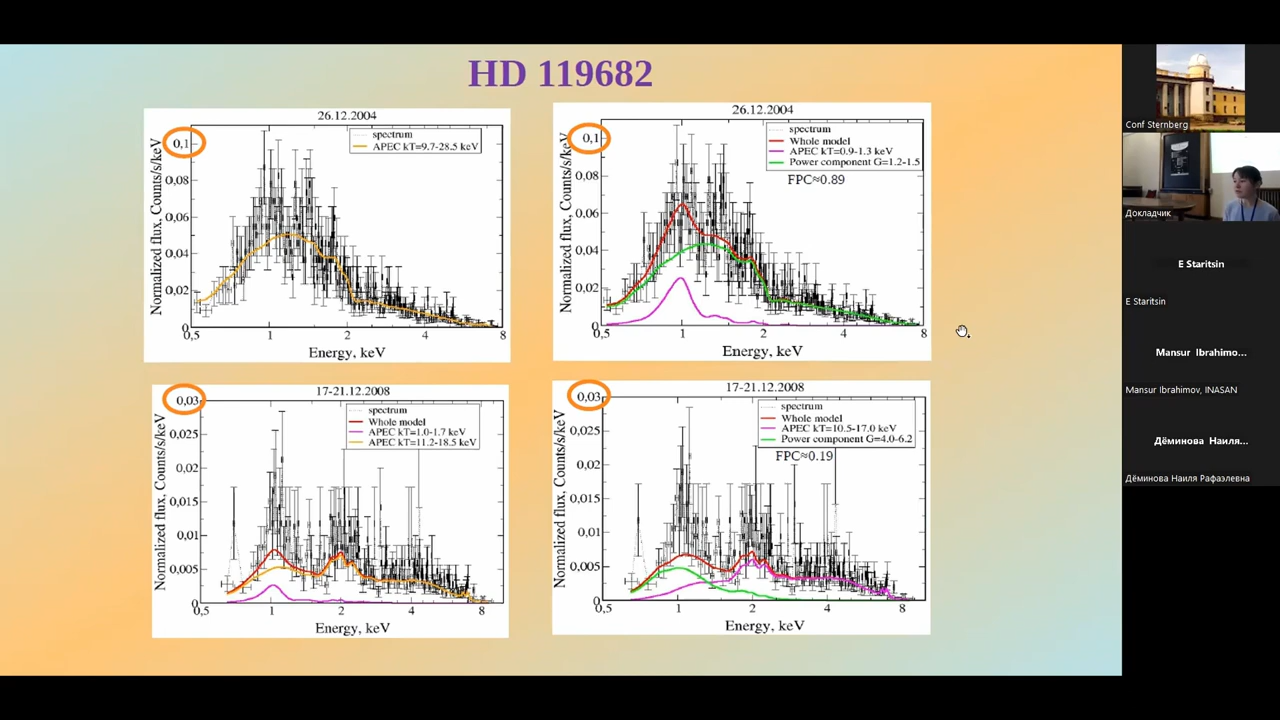 HD 119682
26.12.2004
0,1
0,08
0,06
0,04
0,02
0
0,5
1
2
4
8
Normalized flux, Counts/s/keV
Energy, keV
spectrum
APEC kT=9.7-28.5 keV
26.12.2004
0,1
0,08
0,06
0,04
0,02
0
0,5
1
2
4
8
Normalized flux, Counts/s/keV
Energy, keV
spectrum
Whole model
APEC kT=0.9-1.3 keV
Power component G=1.2-1.5
FPC≈0.89
17-21.12.2008
0,03
0,025
0,02
0,015
0,01
0,005
0
0,5
1
2
4
8
Normalized flux, Counts/s/keV
Energy, keV
spectrum
Whole model
APEC kT=1.0-1.7 keV
APEC kT=11.2-18.5 keV
17-21.12.2008
0,03
0,025
0,02
0,015
0,01
0,005
0
0,5
1
2
4
8
Normalized flux, Counts/s/keV
Energy, keV
spectrum
Whole model
APEC kT=10.5-17.0 keV
Power component G=4.0-6.2
FPC≈0.19
Conf Sternberg
Докладчик
E Staritsin
E Staritsin
Mansur Ibrahimo...
Mansur Ibrahimov, INASAN
Дёминова Наиля...
Дёминова Наиля Рафаэлевна